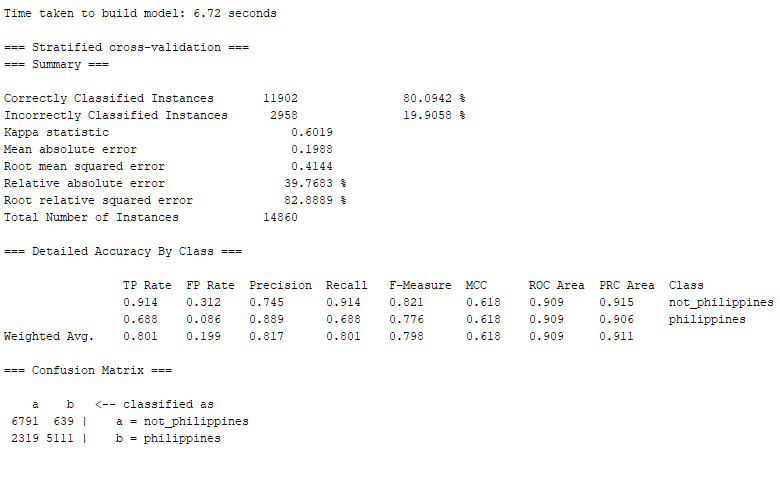 Time taken to build model: 6.72 seconds
=== Stratified cross-validation ===
=== Summary ===
Correctly Classified Instances 11902 80.0942 %
Incorrectly Classified Instances 2958 19.9058 %
Kappa statistic 0.6019
Mean absolute error 0.1988
Root mean squared error 0.4144
Relative absolute error 39.7683 %
Root relative squared error 82.8889 %
Total Number of Instances 14860
=== Detailed Accuracy By Class ===
TP Rate FP Rate Precision Recall F-Measure MCC ROC Area PRC Area Class
0.914 0.312 0.745 0.914 0.821 0.618 0.909 0.915 not_philippines
0.688 0.086 0.889 0.688 0.776 0.618 0.909 0.906 philippines
Weighted Avg. 0.801 0.199 0.817 0.801 0.798 0.618 0.909 0.911
=== Confusion Matrix ===
a b <-- classified as
6791 639 | a = not_philippines
2319 5111 | b = philippines